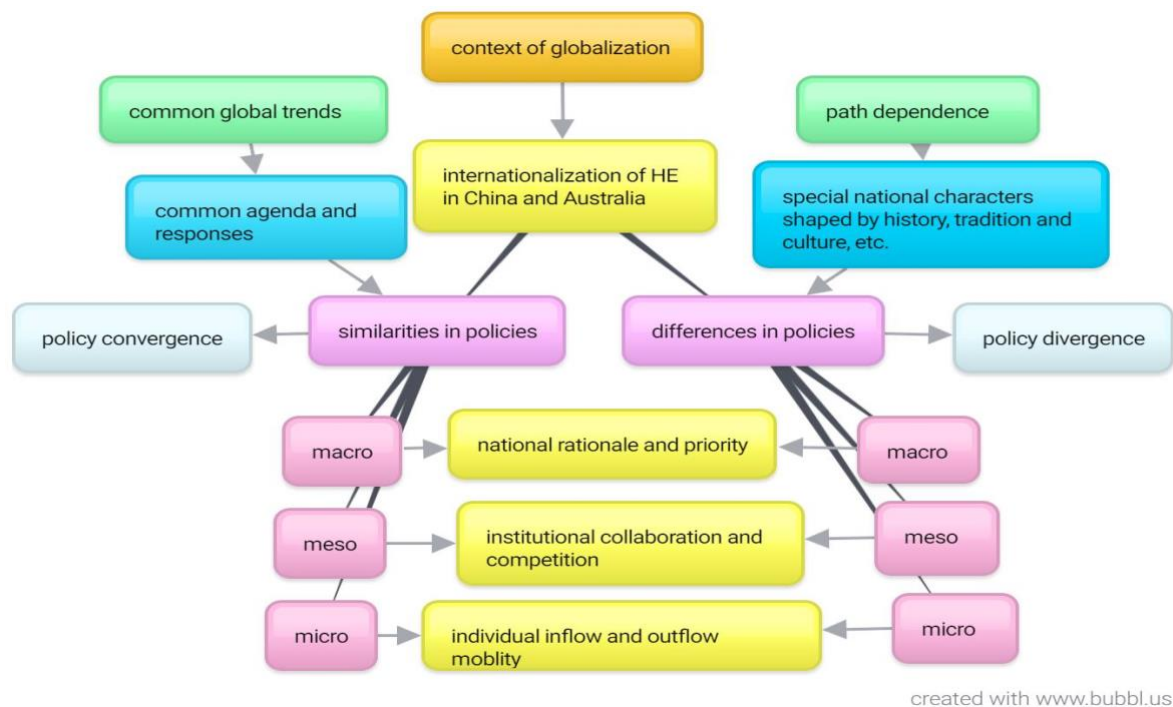 context of globalization
common global trends
path dependence
internationalization of HE
in China and Australia
common agenda and
responses
special national characters
shaped by history, tradition and
culture, etc.
policy convergence
similarities in policies
differences in policies
policy divergence
macro
national rationale and priority
macro
meso
institutional collaboration and
competition
meso
micro
individual inflow and outflow
moblity
micro
created with www.bubbl.us